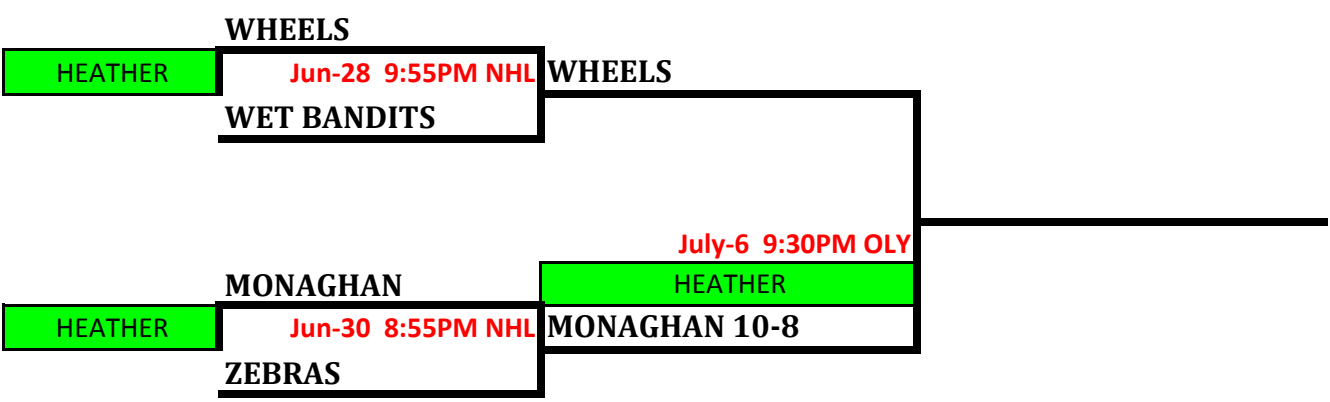 WHEELS
HEATHER
Jun-28 9:55PM NHL
WHEELS
WET BANDITS
July-6 9:30PM OLY
MONAGHAN
HEATHER
HEATHER
Jun-30 8:55PM NHL
MONAGHAN 10-8
ZEBRAS